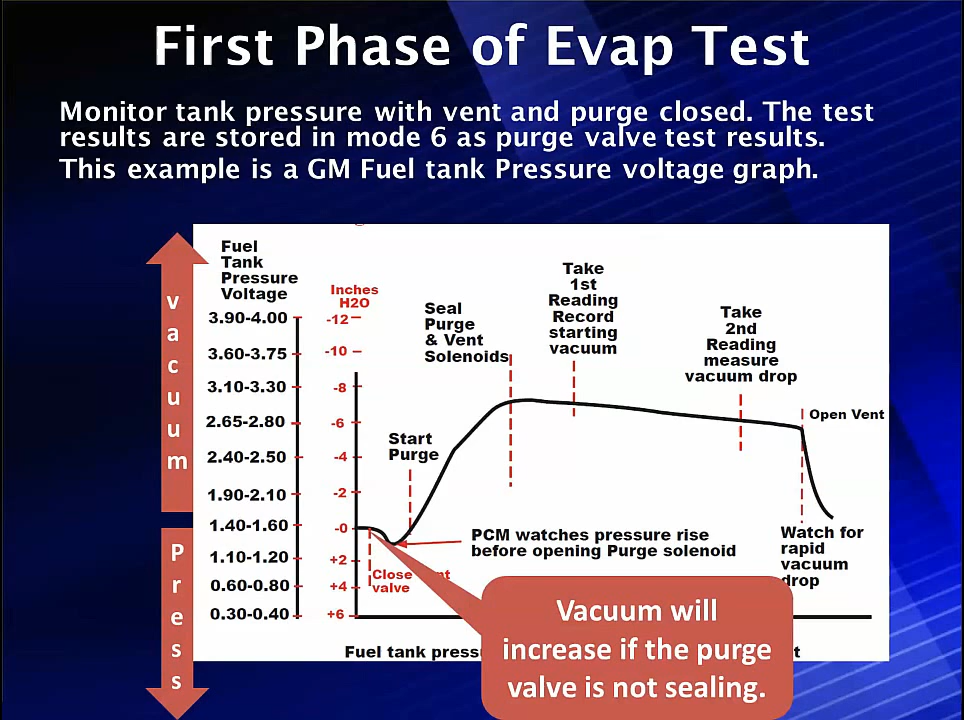 First Phase of Evap Test
Monitor tank pressure with vent and purge closed. The test
results are stored in mode 6 as purge valve test results.
This example is a GM Fuel tank Pressure voltage graph.
vacuum
Press
Fuel
Tank
Pressure
Voltage
3.90-4.00
3.60-3.75
3.10-3.30
2.65-2.80
2.40-2.50
1.90-2.10
1.40-1.60
1.10-1.20
0.60-0.80
0.30-0.40
Inches
H2O
-12
-10
-8
-6
-4
-2
-0
+2
+4
+6
Start
Purge
Seal
Purge
& Vent
Solenoids
Take
1st
Reading
Record
starting
vacuum
Take
2nd
Reading
measure
vacuum drop
Open Vent
PCM watches pressure rise
before opening Purge solenoid
Watch for
rapid
vacuum
drop
Close
valve
Vacuum will
increase if the purge
valve is not sealing.
Fuel tank